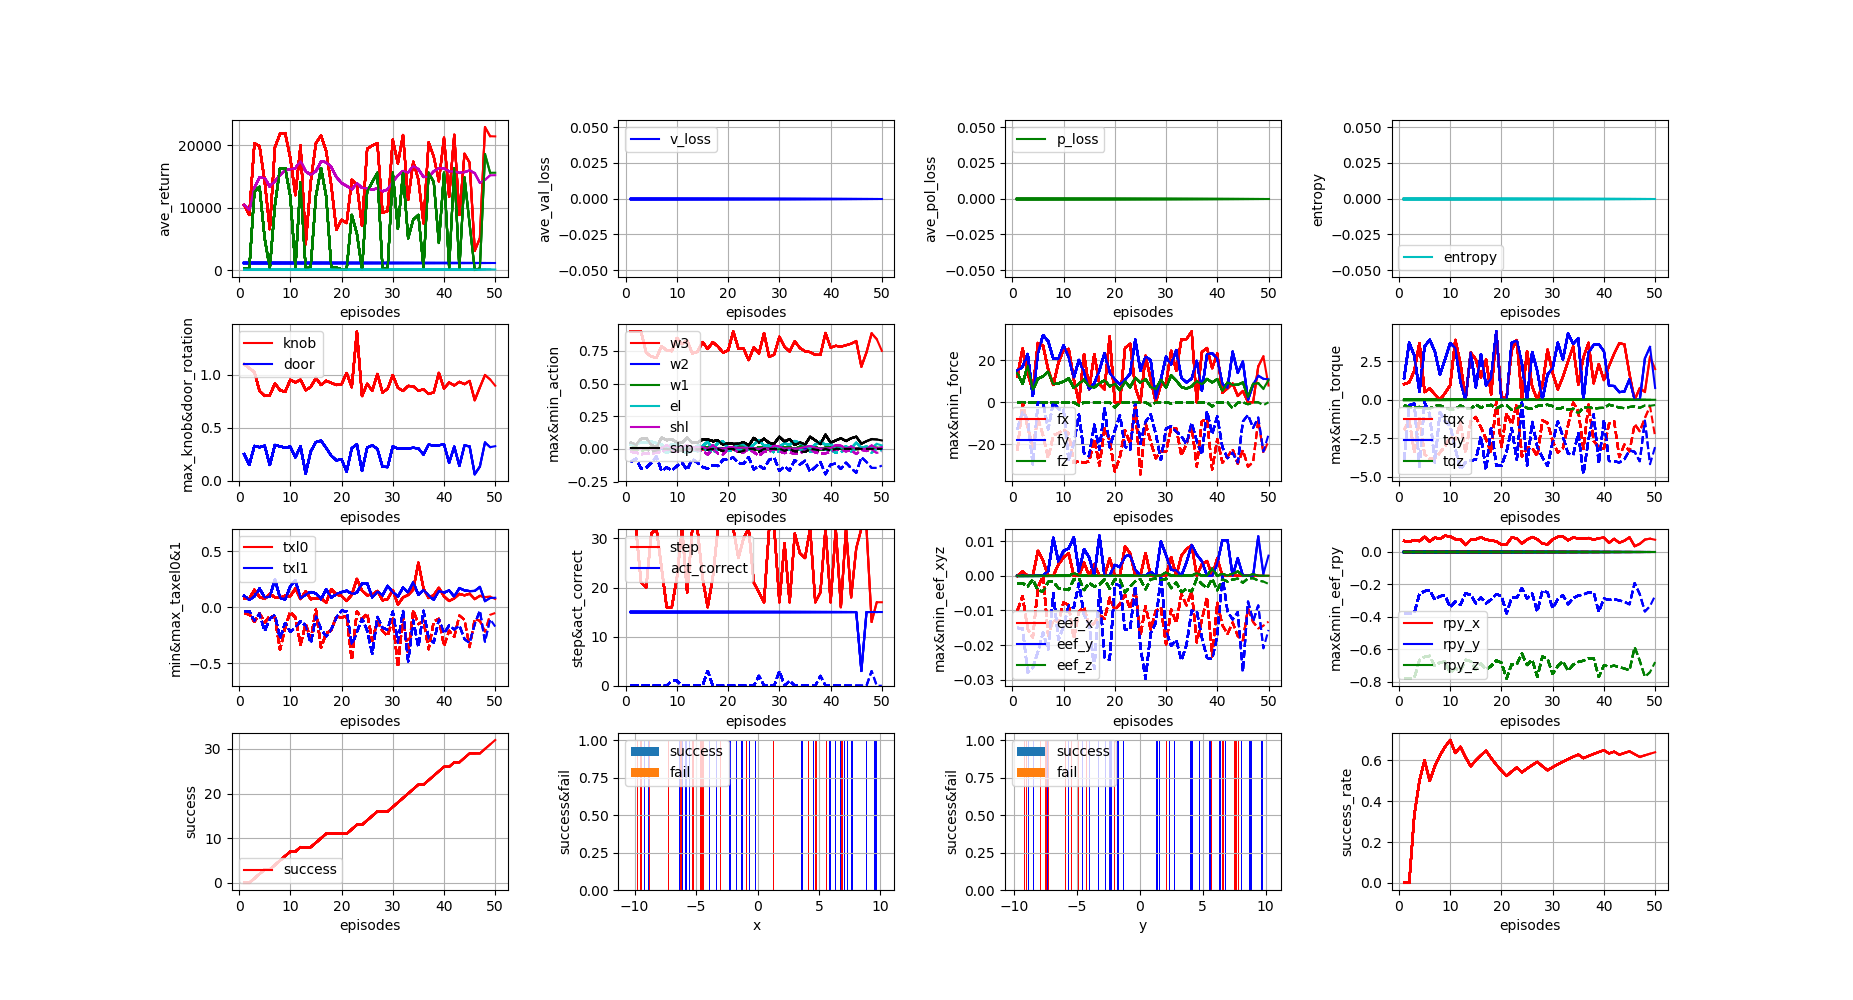 ave_return
20000
10000
0
0 10 20 30 40 50
episodes
ave_val_loss
0.050
0.025
0.000
−0.025
−0.050
v_loss
0 10 20 30 40 50
episodes
ave_pol_loss
0.050
0.025
0.000
−0.025
−0.050
p_loss
0 10 20 30 40 50
episodes
entropy
0.050
0.025
0.000
−0.025
−0.050
entropy
0 10 20 30 40 50
episodes
max_knob&door_rotation
1.0
0.5
0.0
knob
door
0 10 20 30 40 50
episodes
max&min_action
0.75
0.50
0.25
0.00
−0.25
w3
w2
w1
el
shl
shp
0 10 20 30 40 50
episodes
max&min_force
20
0
−20
fx
fy
fz
0 10 20 30 40 50
episodes
max&min_torque
2.5
0.0
−2.5
−5.0
tqx
tqy
tqz
0 10 20 30 40 50
episodes
min&max_taxel0&1
0.5
0.0
−0.5
txl0
txl1
0 10 20 30 40 50
episodes
step&act_correct
30
20
10
0
step
act_correct
0 10 20 30 40 50
episodes
max&min_eef_xyz
0.01
0.00
−0.01
−0.02
−0.03
eef_x
eef_y
eef_z
0 10 20 30 40 50
episodes
max&min_eef_rpy
0.0
−0.2
−0.4
−0.6
−0.8
rpy_x
rpy_y
rpy_z
0 10 20 30 40 50
episodes
success
30
20
10
0
success
0 10 20 30 40 50
episodes
success&fail
1.00
0.75
0.50
0.25
0.00
success
fail
−10 −5 0 5 10
x
success&fail
1.00
0.75
0.50
0.25
0.00
success
fail
−10 −5 0 5 10
y
success_rate
0.6
0.4
0.2
0.0
0 10 20 30 40 50
episodes